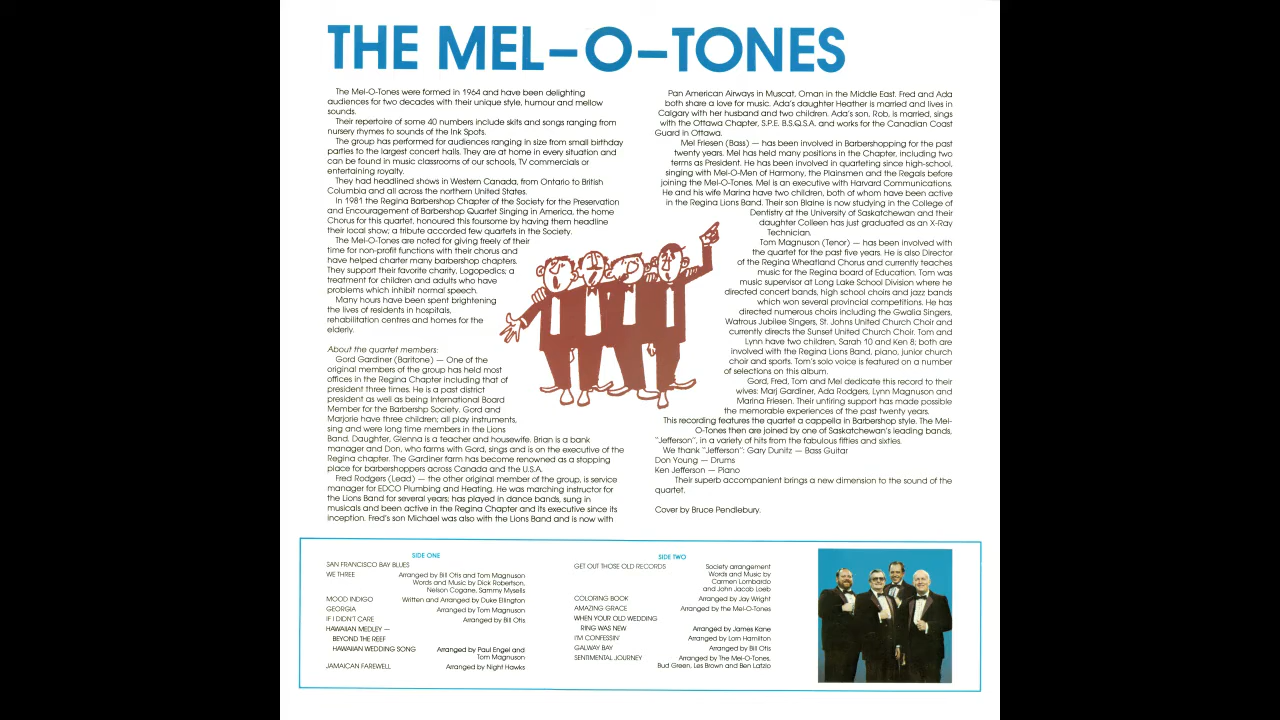 THE MEL-O-TONES
The Mel-O-Tones were formed in 1964 and have been delighting
audiences for two decades with their unique style, humour and mellow
sounds.
Their repertoire of some 40 numbers include skits and songs ranging from
nursery rhymes to sounds of the Ink Spots.
The group has performed for audiences ranging in size from small birthday
parties to the largest concert halls. They are at home in every situation and
can be found in music classrooms of our schools, TV commercials or
entertaining royalty.
They had headlined shows in Western Canada, from Ontario to British
Columbia and all across the northern United States.
In 1981 the Regina Barbershop Chapter of the Society for the Preservation
and Encouragement of Barbershop Quartet Singing in America, the home
Chorus for this quartet, honoured this foursome by having them headline
their local show; a tribute accorded few quartets in the Society.
The Mel-O-Tones are noted for giving freely of their
time for non-profit functions with their chorus and
have helped charter many barbershop chapters.
They support their favorite charity, Logopedics; a
treatment for children and adults who have
problems which inhibit normal speech.
Many hours have been spent brightening
the lives of residents in hospitals,
rehabilitation centres and homes for the
elderly.
About the quartet members:
Gord Gardiner (Baritone) — One of the
original members of the group has held most
offices in the Regina Chapter including that of
president three times. He is a past district
president as well as being International Board
Member for the Barbershp Society. Gord and
Marjorie have three children; all play instruments,
sing and were long time members in the Lions
Band. Daughter, Glenna is a teacher and housewife. Brian is a bank
manager and Don, who farms with Gord, sings and is on the executive of the
Regina chapter. The Gardiner farm has become renowned as a stopping
place for barbershoppers across Canada and the U.S.A.
Fred Rodgers (Lead) — the other original member of the group, is service
manager for EDCO Plumbing and Heating. He was marching instructor for
the Lions Band for several years; has played in dance bands, sung in
musicals and been active in the Regina Chapter and its executive since its
inception. Fred's son Michael was also with the Lions Band and is now with
Pan American Airways in Muscat, Oman in the Middle East. Fred and Ada
both share a love for music. Ada's daughter Heather is married and lives in
Calgary with her husband and two children. Ada's son, Rob, is married, sings
with the Ottawa Chapter, S.P.E. B.S.Q.S.A. and works for the Canadian Coast
Guard in Ottawa.
Mel Friesen (Bass) — has been involved in Barbershopping for the past
twenty years. Mel has held many positions in the Chapter, including two
terms as President. He has been involved in quarteting since high-school,
singing with Mel-O-Men of Harmony, the Plainsmen and the Regals before
joining the Mel-O-Tones. Mel is an executive with Harvard Communications.
He and his wife Marina have two children, both of whom have been active
in the Regina Lions Band. Their son Blaine is now studying in the College of
Dentistry at the University of Saskatchewan and their
daughter Colleen has just graduated as an X-Ray
Technician.
Tom Magnuson (Tenor) — has been involved with
the quartet for the past five years. He is also Director
of the Regina Wheatland Chorus and currently teaches
music for the Regina board of Education. Tom was
music supervisor at Long Lake School Division where he
directed concert bands, high school choirs and jazz bands
which won several provincial competitions. He has
directed numerous choirs including the Gwalia Singers,
Watrous Jubilee Singers, St. Johns United Church Choir and
currently directs the Sunset United Church Choir. Tom and
Lynn have two children, Sarah 10 and Ken 8; both are
involved with the Regina Lions Band, piano, junior church
choir and sports. Tom's solo voice is featured on a number
of selections on this album.
Gord, Fred, Tom and Mel dedicate this record to their
wives: Marj Gardiner, Ada Rodgers, Lynn Magnuson and
Marina Friesen. Their untiring support has made possible
the memorable experiences of the past twenty years.
This recording features the quartet a cappella in Barbershop style. The Mel-
O-Tones then are joined by one of Saskatchewan's leading bands,
"Jefferson", in a variety of hits from the fabulous fifties and sixties.
We thank "Jefferson": Gary Dunitz — Bass Guitar
Don Young — Drums
Ken Jefferson — Piano
Their superb accompanient brings a new dimension to the sound of the
quartet.
Cover by Bruce Pendlebury.
SIDE ONE
SAN FRANCISCO BAY BLUES
WE THREE Arranged by Bill Otis and Tom Magnuson
Words and Music by Dick Robertson,
Nelson Cogane, Sammy Mysells
MOOD INDIGO Written and Arranged by Duke Ellington
GEORGIA Arranged by Tom Magnuson
IF I DIDN'T CARE Arranged by Bill Otis
HAWAIIAN MEDLEY —
BEYOND THE REEF
HAWAIIAN WEDDING SONG Arranged by Paul Engel and
Tom Magnuson
JAMAICAN FAREWELL Arranged by Night Hawks
SIDE TWO
GET OUT THOSE OLD RECORDS Society arrangement
Words and Music by
Carmen Lombardo
and John Jacob Loeb
COLORING BOOK Arranged by Jay Wright
AMAZING GRACE Arranged by the Mel-O-Tones
WHEN YOUR OLD WEDDING
RING WAS NEW Arranged by James Kane
I'M CONFESSIN' Arranged by Lorn Hamilton
GALWAY BAY Arranged by Bill Otis
SENTIMENTAL JOURNEY Arranged by The Mel-O-Tones,
Bud Green, Les Brown and Ben Latzio